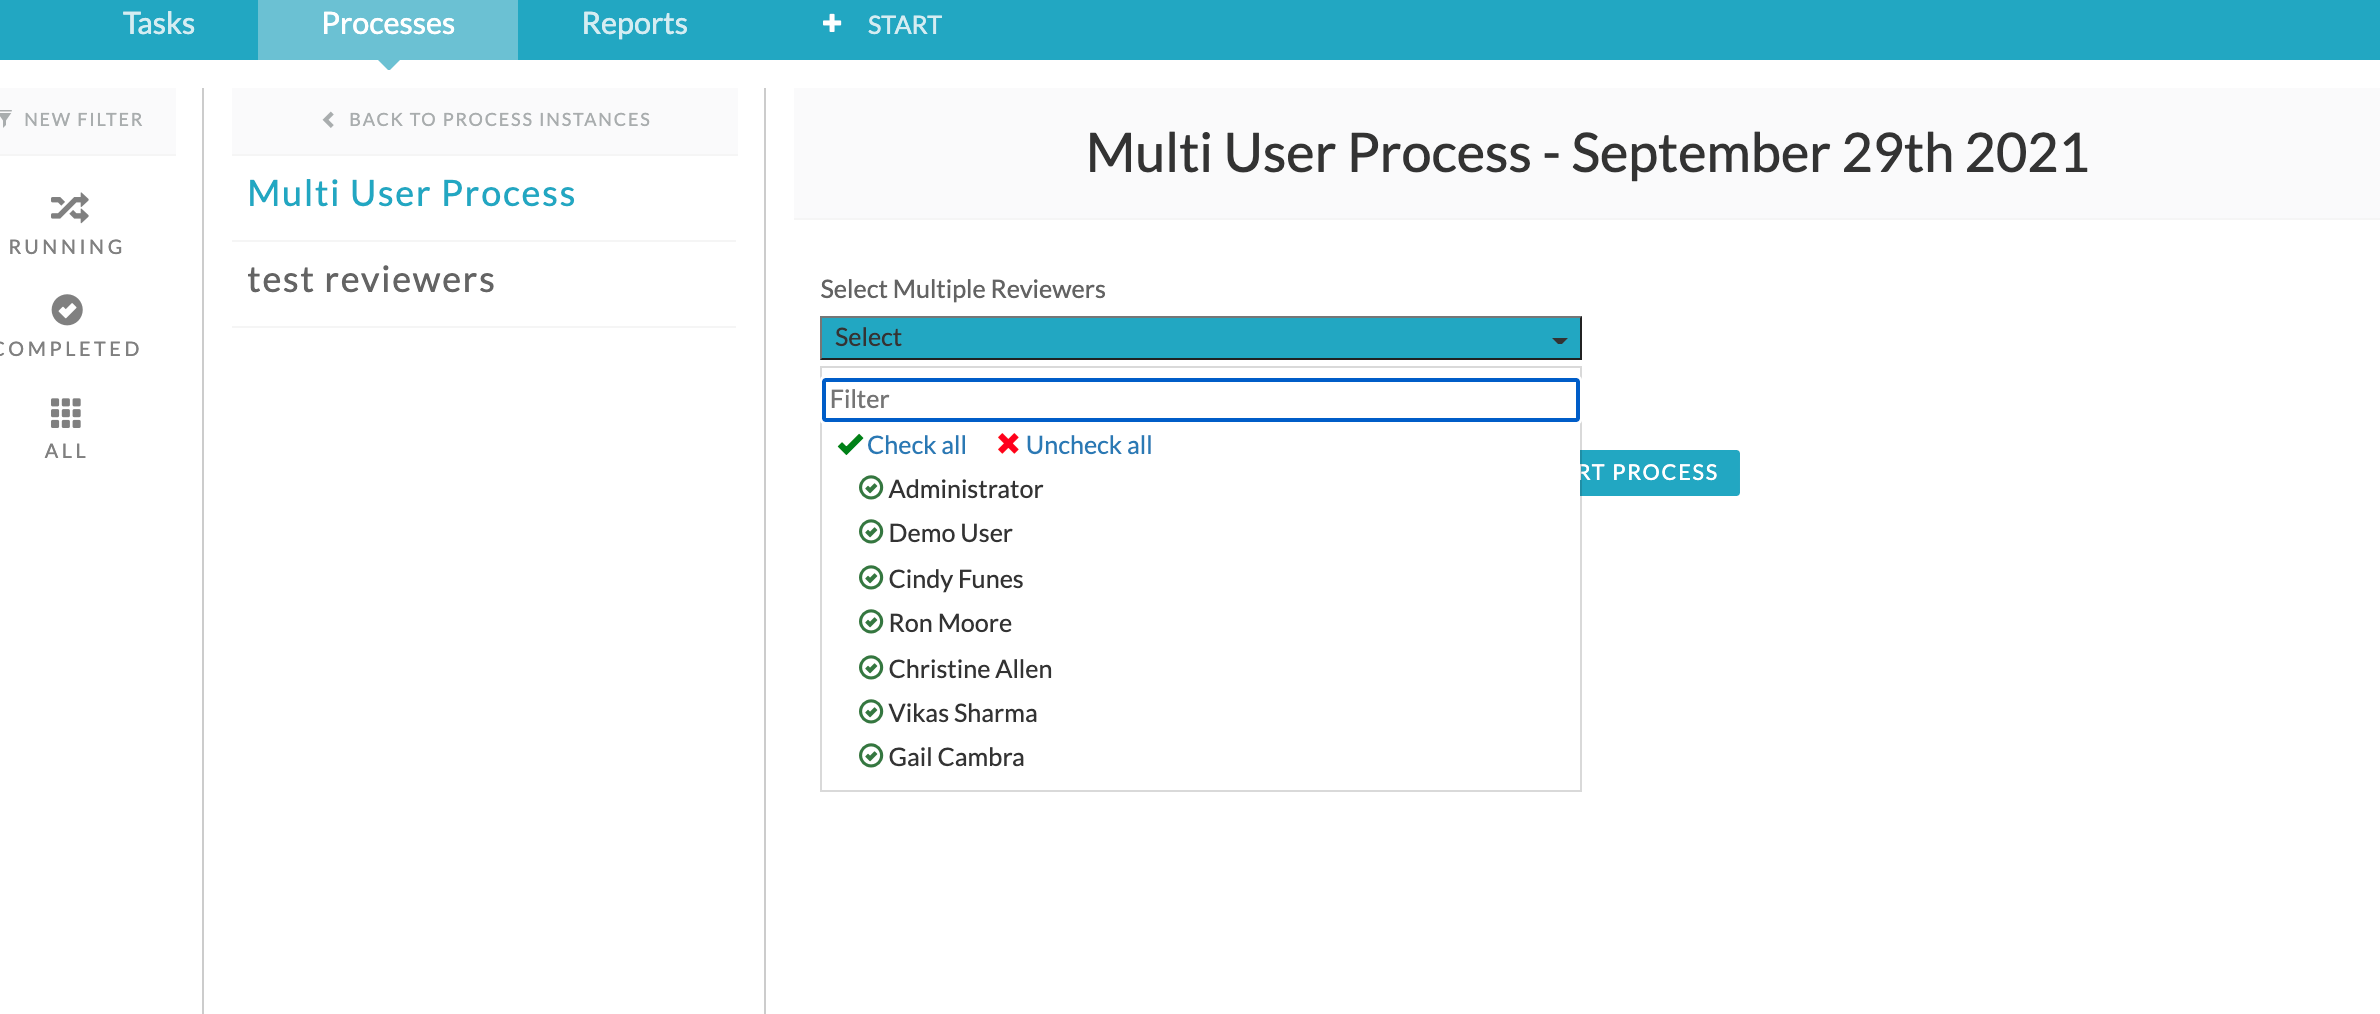 Tasks
Processes
Reports
START
NEW FILTER
RUNNING
COMPLETED
ALL
BACK TO PROCESS INSTANCES
Multi User Process
test reviewers
Multi User Process - September 29th 2021
Select Multiple Reviewers
Select
Filter
Check all Uncheck all
Administrator
Demo User
Cindy Funes
Ron Moore
Christine Allen
Vikas Sharma
Gail Cambra
RT PROCESS